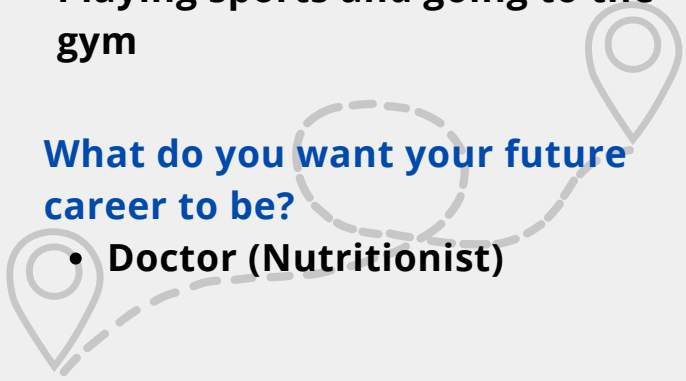 Playing sports and going to the
gym
What do you want your future
career to be?
• Doctor (Nutritionist)